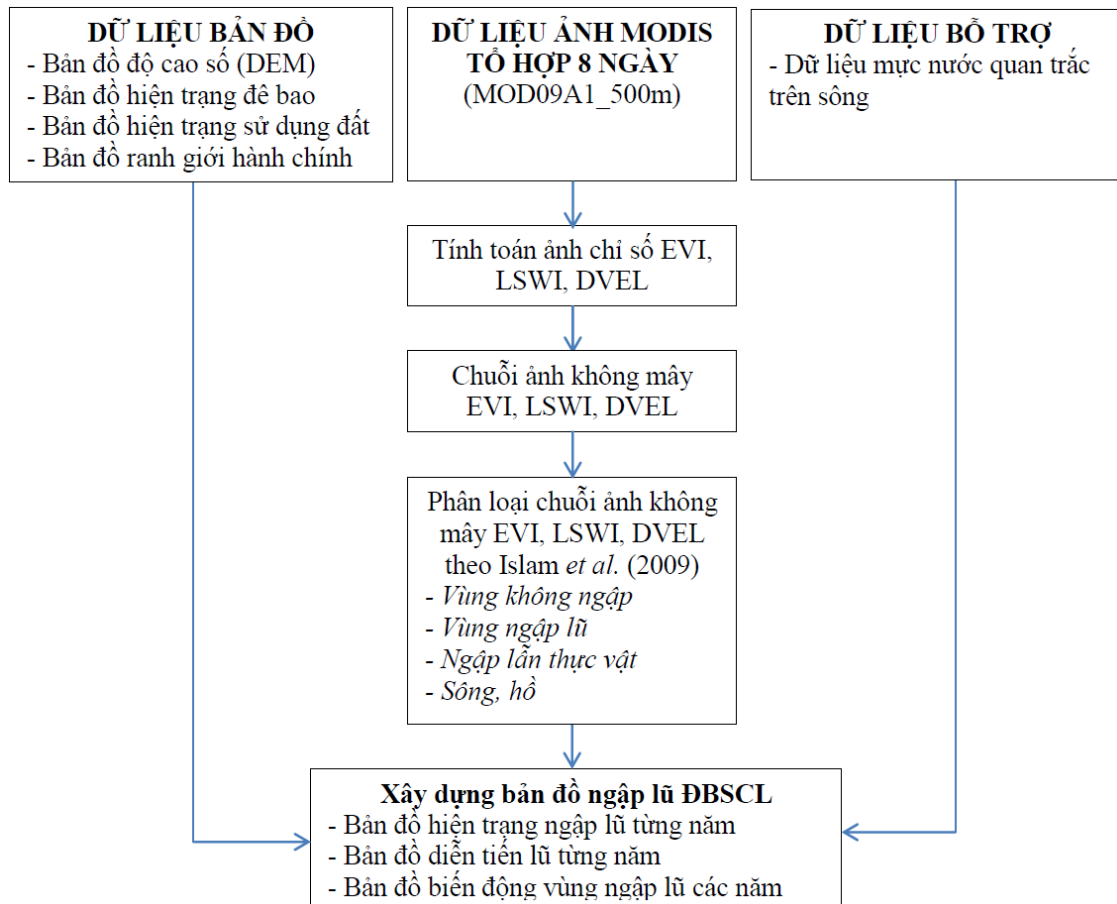 DỮ LIỆU BẢN ĐỒ
- Bản đồ độ cao số (DEM)
- Bản đồ hiện trạng đê bao
- Bản đồ hiện trạng sử dụng đất
- Bản đồ ranh giới hành chính
DỮ LIỆU ẢNH MODIS
TỔ HỢP 8 NGÀY
(MOD09A1_500m)
DỮ LIỆU BỖ TRỢ
- Dữ liệu mực nước quan trắc
trên sông
Tính toán ảnh chỉ số EVI,
LSWI, DVEL
Chuỗi ảnh không mây
EVI, LSWI, DVEL
Phân loại chuỗi ảnh không
mây EVI, LSWI, DVEL
theo Islam et al. (2009)
- Vùng không ngập
- Vùng ngập lũ
- Ngập lẫn thực vật
- Sông, hồ
Xây dựng bản đồ ngập lũ ĐBSCL
- Bản đồ hiện trạng ngập lũ từng năm
- Bản đồ diễn tiến lũ từng năm
- Bản đồ biến động vùng ngập lũ các năm